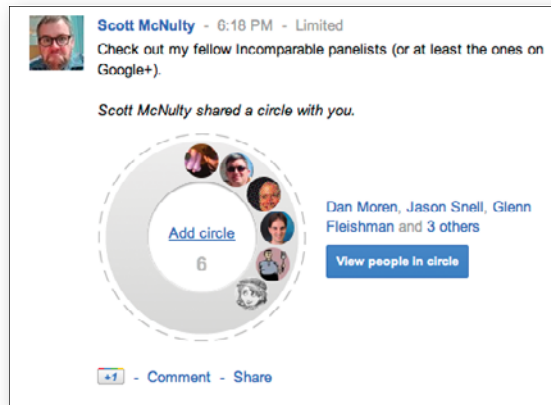 Scott McNulty - 6:18 PM - Limited
Check out my fellow Incomparable panelists (or at least the ones on
Google+).
Scott McNulty shared a circle with you.
Add circle
6
Dan Moren, Jason Snell, Glenn
Fleishman and 3 others
View people in circle
+1 - Comment - Share